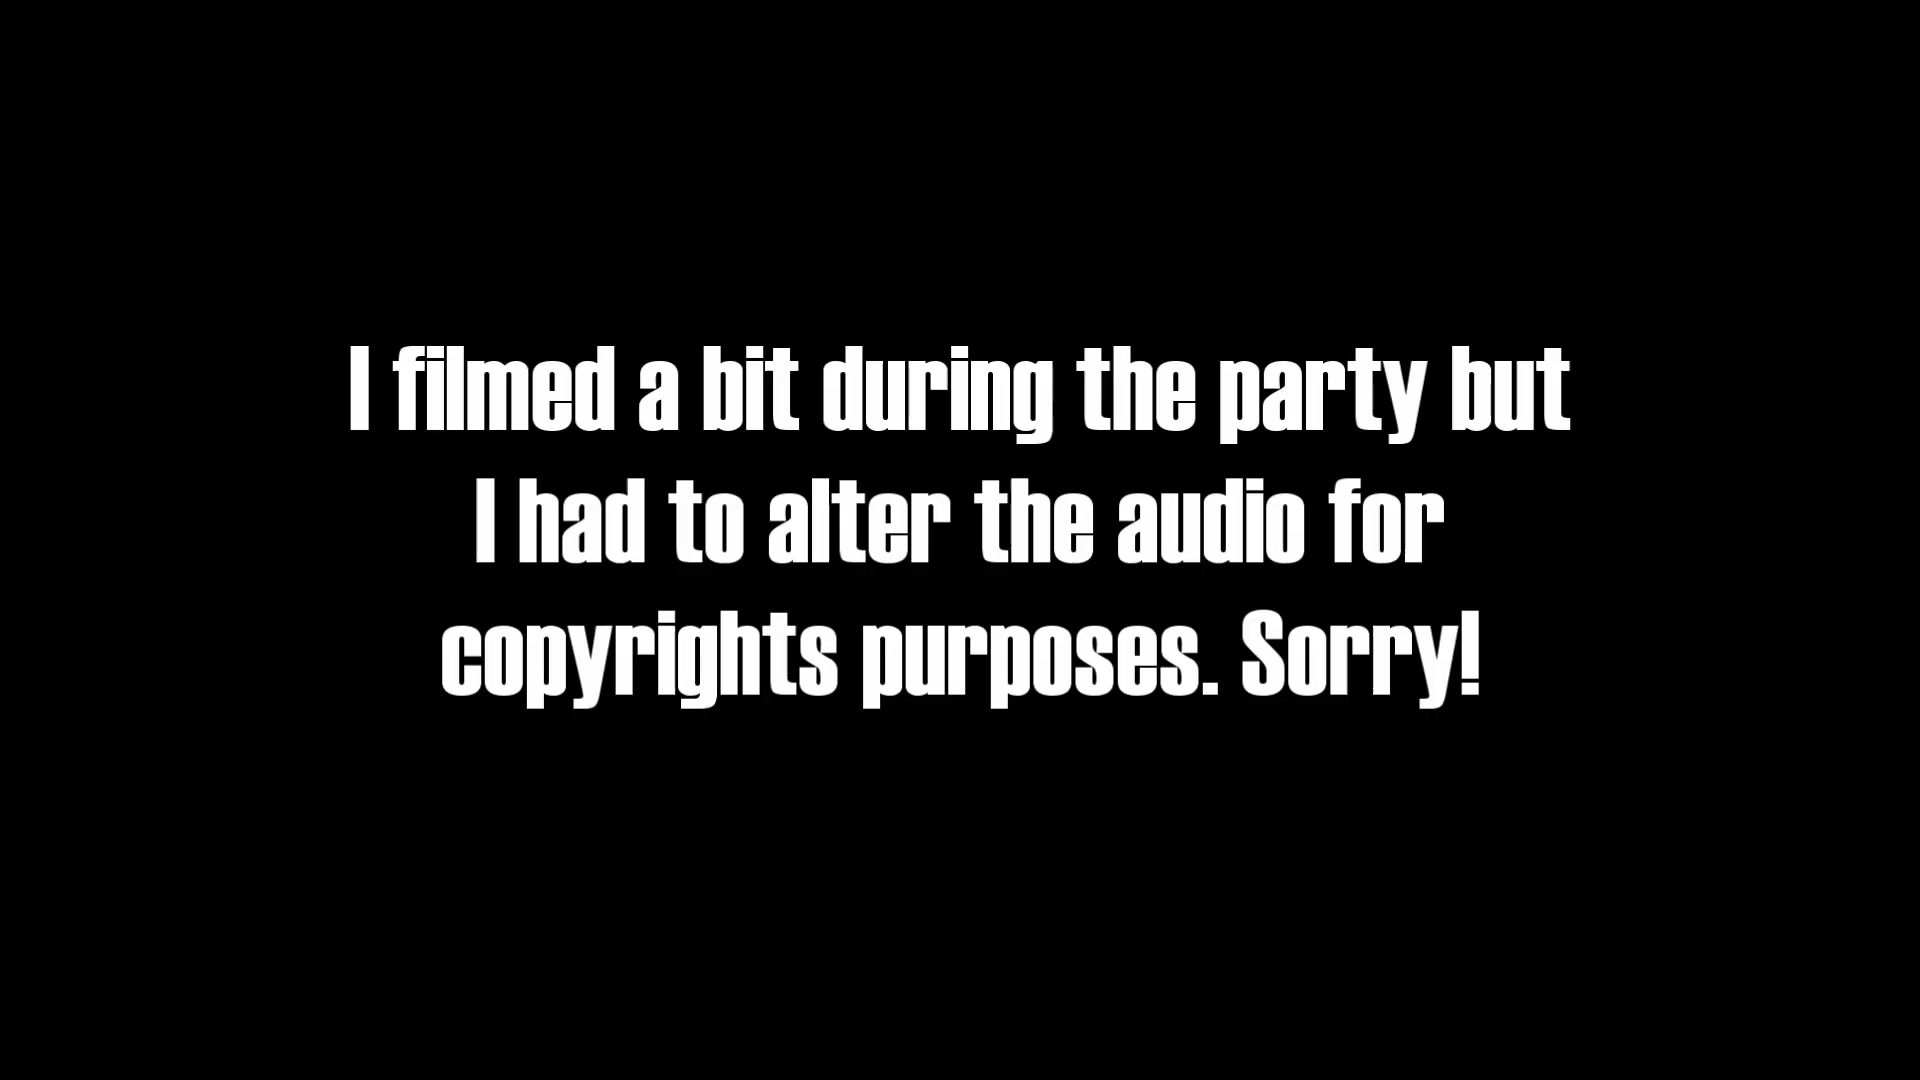 I filmed a bit during the party but
I had to alter the audio for
copyrights purposes. Sorry!